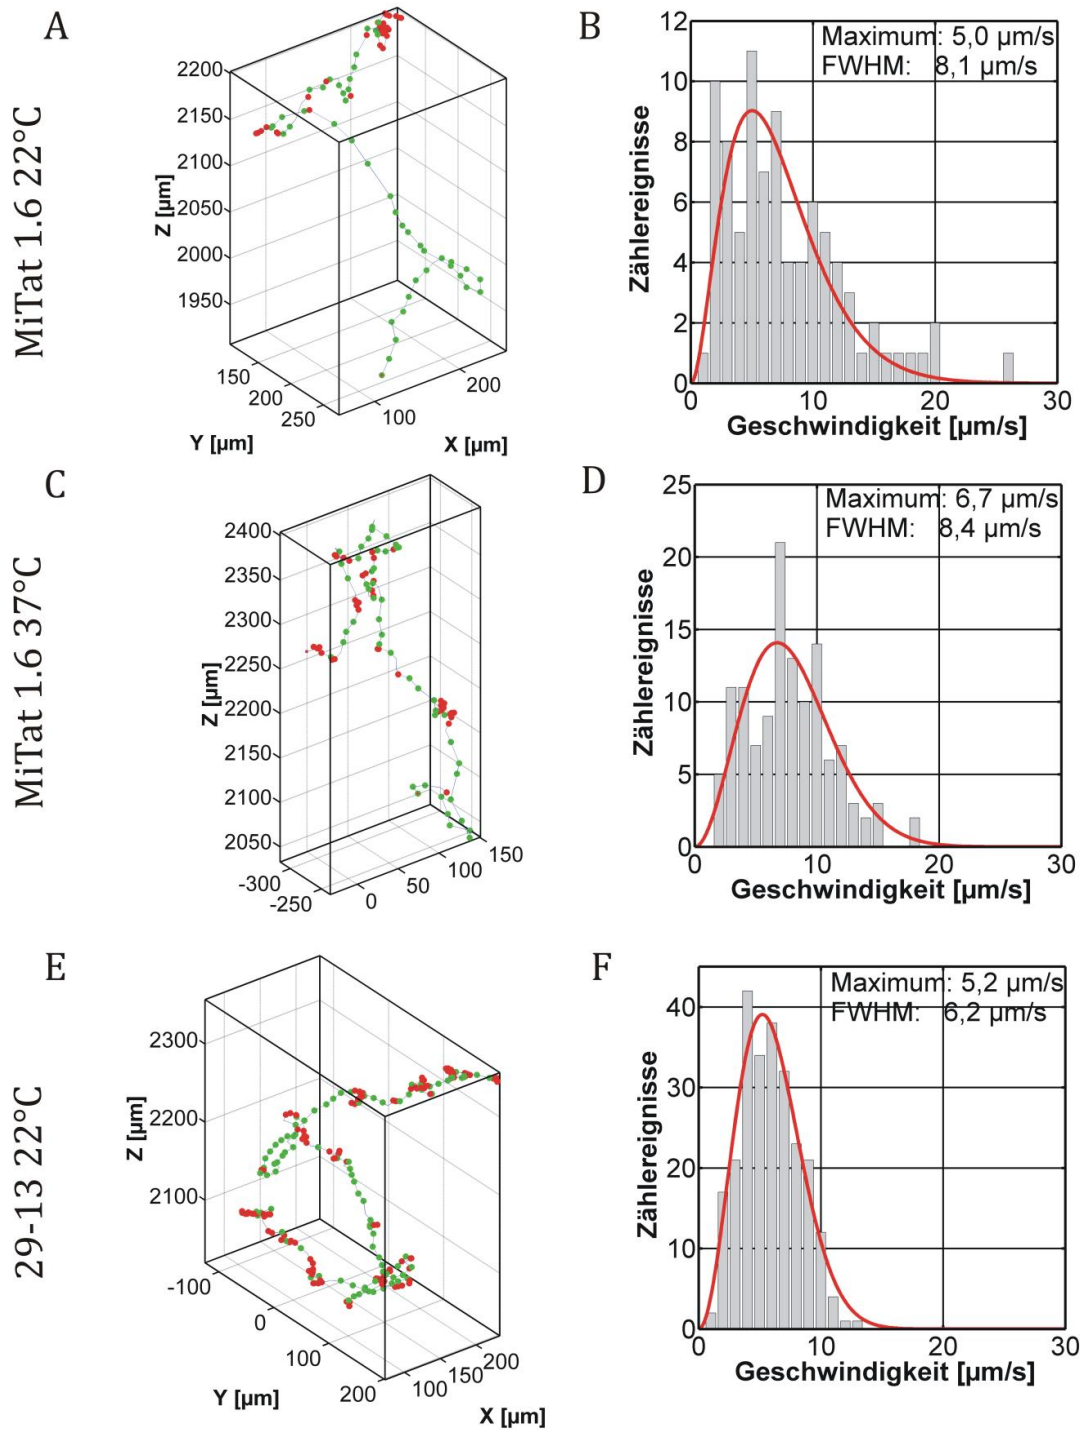 A
MiTat 1.6 22°C
2200
2150
2100
2050
2000
1950
Z [µm]
150
200
250
Y [µm]
100
200
X [µm]
B
Maximum: 5,0 µm/s
FWHM: 8,1 µm/s
12
10
8
6
4
2
0
Zählereignisse
0
10
20
30
Geschwindigkeit [µm/s]
C
MiTat 1.6 37°C
2400
2350
2300
2250
2200
2150
2100
2050
Z [µm]
-300
-250
0
50
100
150
D
Maximum: 6,7 µm/s
FWHM: 8,4 µm/s
25
20
15
10
5
0
Zählereignisse
0
10
20
30
Geschwindigkeit [µm/s]
E
29-13 22°C
2300
2200
2100
Z [µm]
-100
0
100
200
Y [µm]
100
150
200
X [µm]
F
Maximum: 5,2 µm/s
FWHM: 6,2 µm/s
40
30
20
10
0
Zählereignisse
0
10
20
30
Geschwindigkeit [µm/s]